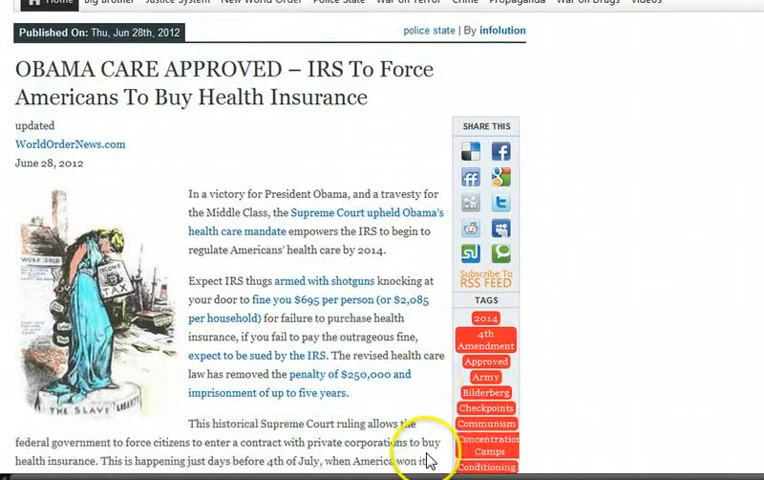 Home Big Brother Justice System New World Order Police State War on Terror Crime Propaganda War on Drugs Videos
Published On: Thu, Jun 28th, 2012
police state | By infolution
OBAMA CARE APPROVED – IRS To Force
Americans To Buy Health Insurance
updated
WorldOrderNews.com
June 28, 2012
In a victory for President Obama, and a travesty for
the Middle Class, the Supreme Court upheld Obama's
health care mandate empowers the IRS to begin to
regulate Americans' health care by 2014.
Expect IRS thugs armed with shotguns knocking at
your door to fine you $695 per person (or $2,085
per household) for failure to purchase health
insurance, if you fail to pay the outrageous fine,
expect to be sued by the IRS. The revised health care
law has removed the penalty of $250,000 and
imprisonment of up to five years.
This historical Supreme Court ruling allows the
federal government to force citizens to enter a contract with private corporations to buy
health insurance. This is happening just days before 4th of July, when America won
INCOME
TAX
THE SLAVE LIBERTY
SHARE THIS
Subscribe To
RSS FEED
TAGS
2014
4th
Amendment
Approved
Army
Bilderberg
Checkpoints
Communism
Concentration
Camps
Conditioning